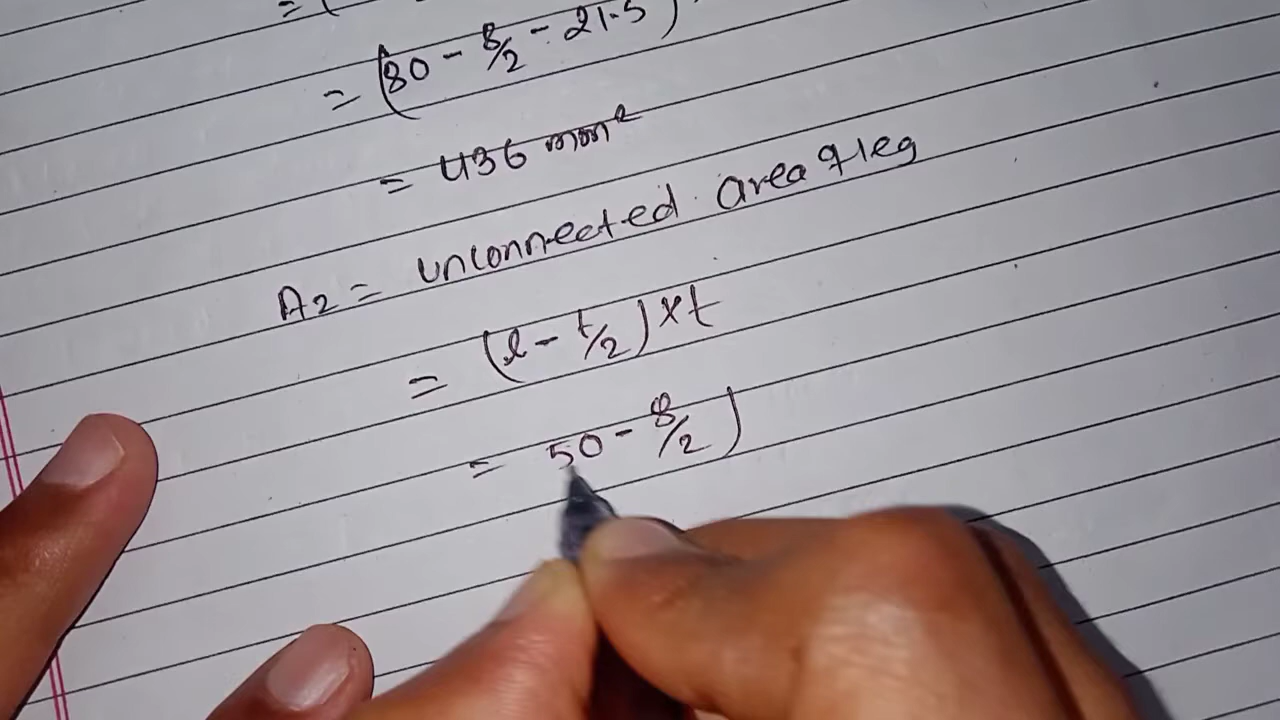 = (
= (80 - 8/2 - 21.5)
= 436 mm²
A2 = unconnected area of leg
= (l - t/2) x t
= 50 - 8/2)